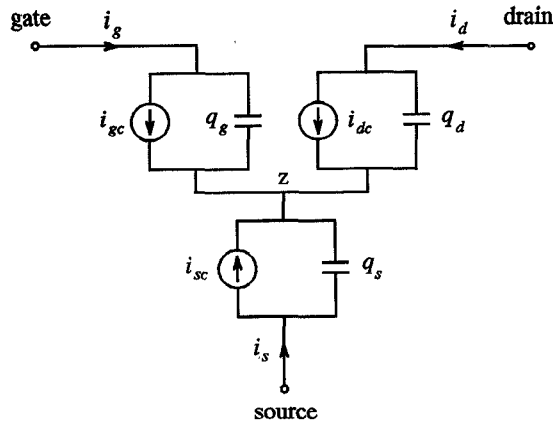 gate
i_g
i_d
drain
i_gc
q_g
i_dc
q_d
z
i_sc
q_s
i_s
source